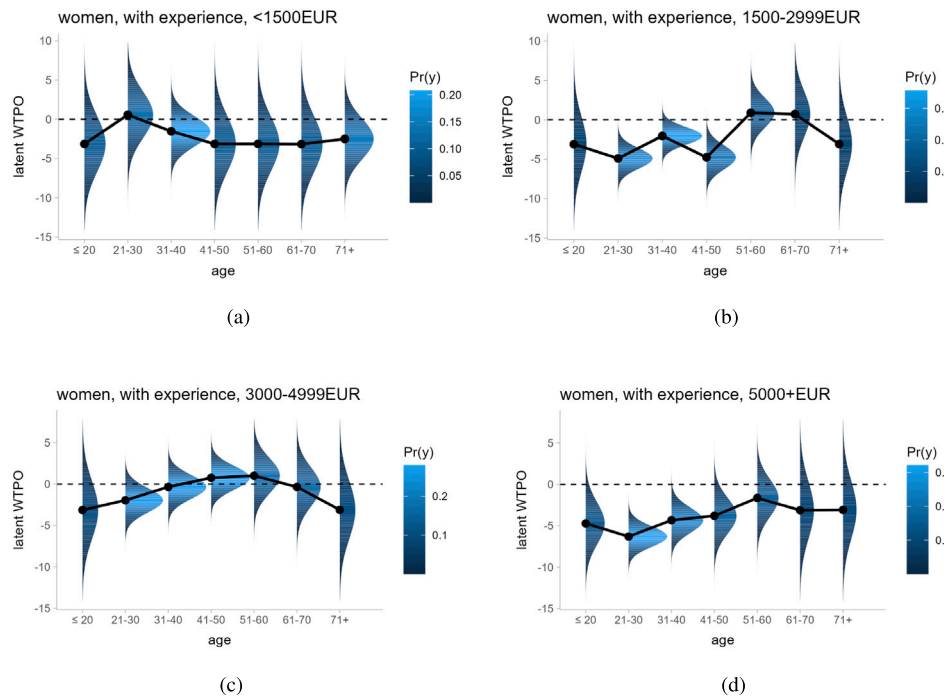 women, with experience, <1500EUR
latent WTPO
10
5
0
-5
-10
-15
≤ 20 21-30 31-40 41-50 51-60 61-70 71+
age
Pr(y)
0.20
0.15
0.10
0.05
(a)
women, with experience, 1500-2999EUR
latent WTPO
10
5
0
-5
-10
-15
≤ 20 21-30 31-40 41-50 51-60 61-70 71+
age
Pr(y)
0.
0.
0.
(b)
women, with experience, 3000-4999EUR
latent WTPO
5
0
-5
-10
-15
≤ 20 21-30 31-40 41-50 51-60 61-70 71+
age
Pr(y)
0.2
0.1
(c)
women, with experience, 5000+EUR
latent WTPO
5
0
-5
-10
-15
≤ 20 21-30 31-40 41-50 51-60 61-70 71+
age
Pr(y)
0.
0.
0.
(d)